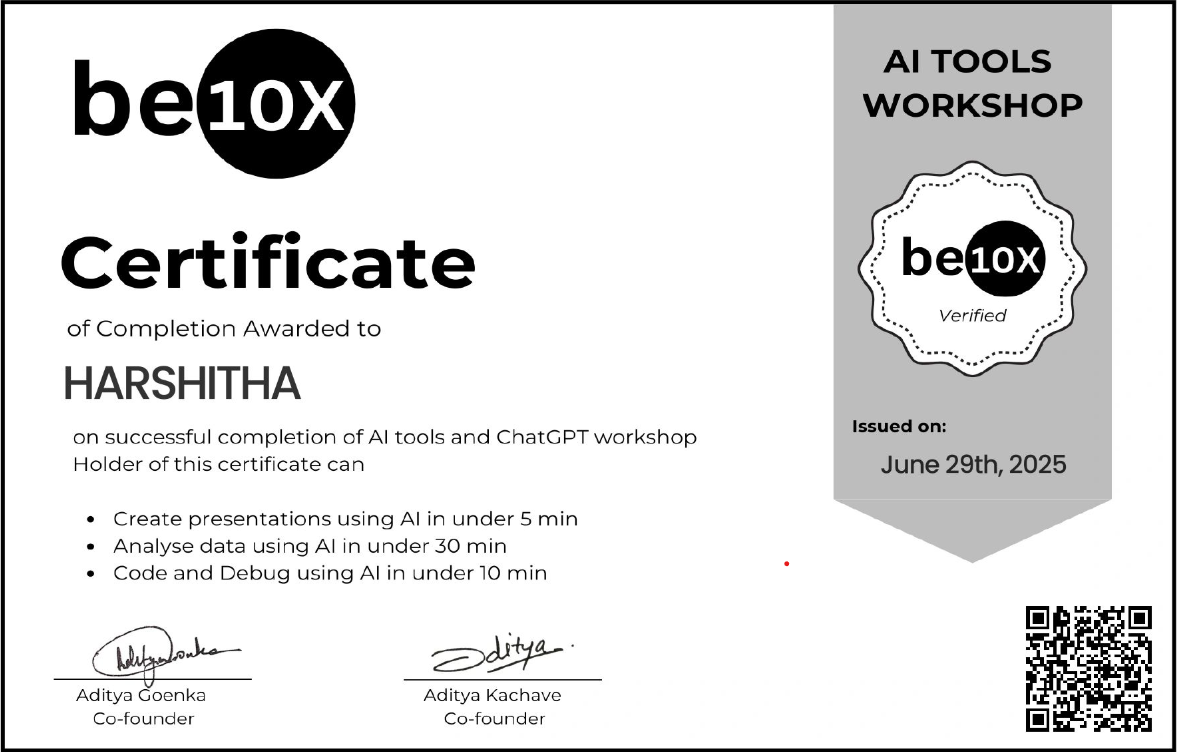 be10X
Certificate
of Completion Awarded to
HARSHITHA
on successful completion of AI tools and ChatGPT workshop
Holder of this certificate can
• Create presentations using AI in under 5 min
• Analyse data using AI in under 30 min
• Code and Debug using AI in under 10 min
Aditya Goenka
Co-founder
Aditya
Aditya Kachave
Co-founder
AI TOOLS
WORKSHOP
be10X
Verified
Issued on:
June 29th, 2025